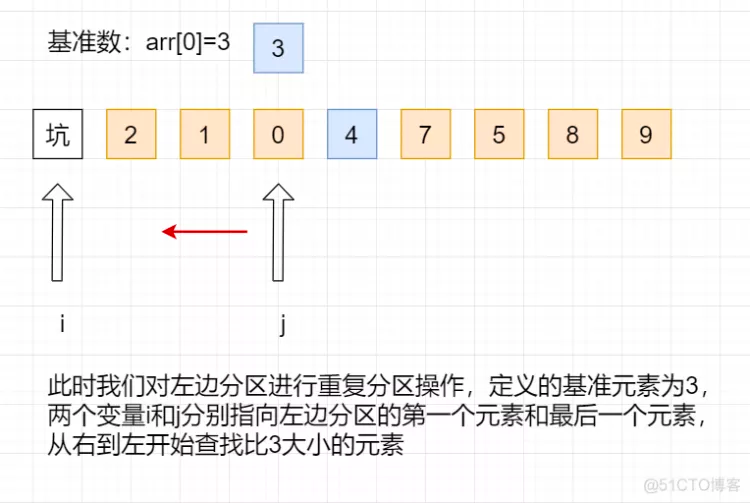 基准数：arr[0]=3 3
坑 2 1 0 4 7 5 8 9
i j
此时我们对左边分区进行重复分区操作，定义的基准元素为3，
两个变量i和j分别指向左边分区的第一个元素和最后一个元素，
从右到左开始查找比3大小的元素
@51CTO博客